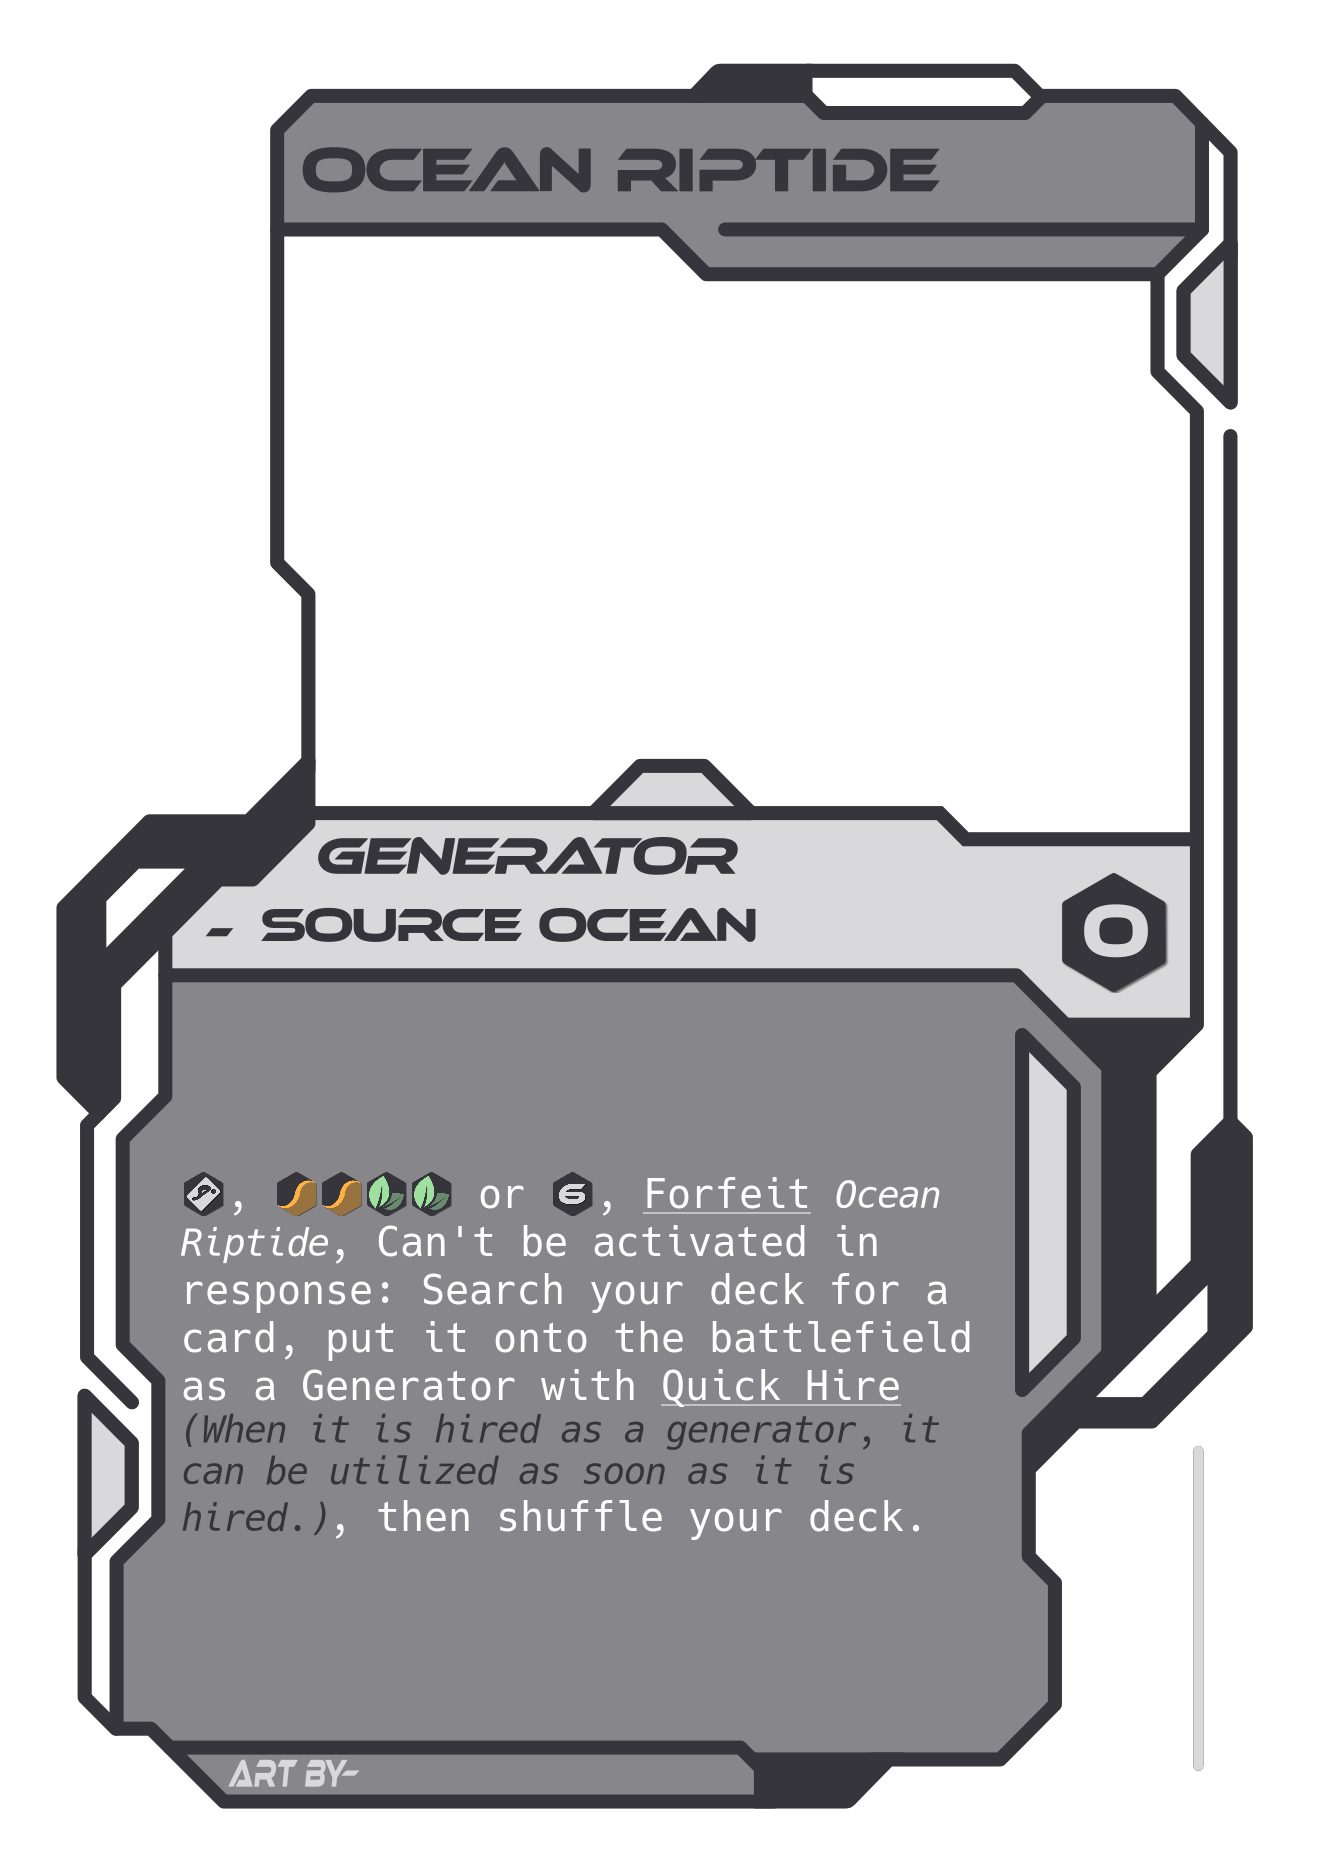 OCEAN RIPTIDE
GENERATOR
- SOURCE OCEAN
0
, or 6, Forfeit Ocean
Riptide, Can't be activated in
response: Search your deck for a
card, put it onto the battlefield
as a Generator with Quick Hire
(When it is hired as a generator, it
can be utilized as soon as it is
hired.), then shuffle your deck.
ART BY-